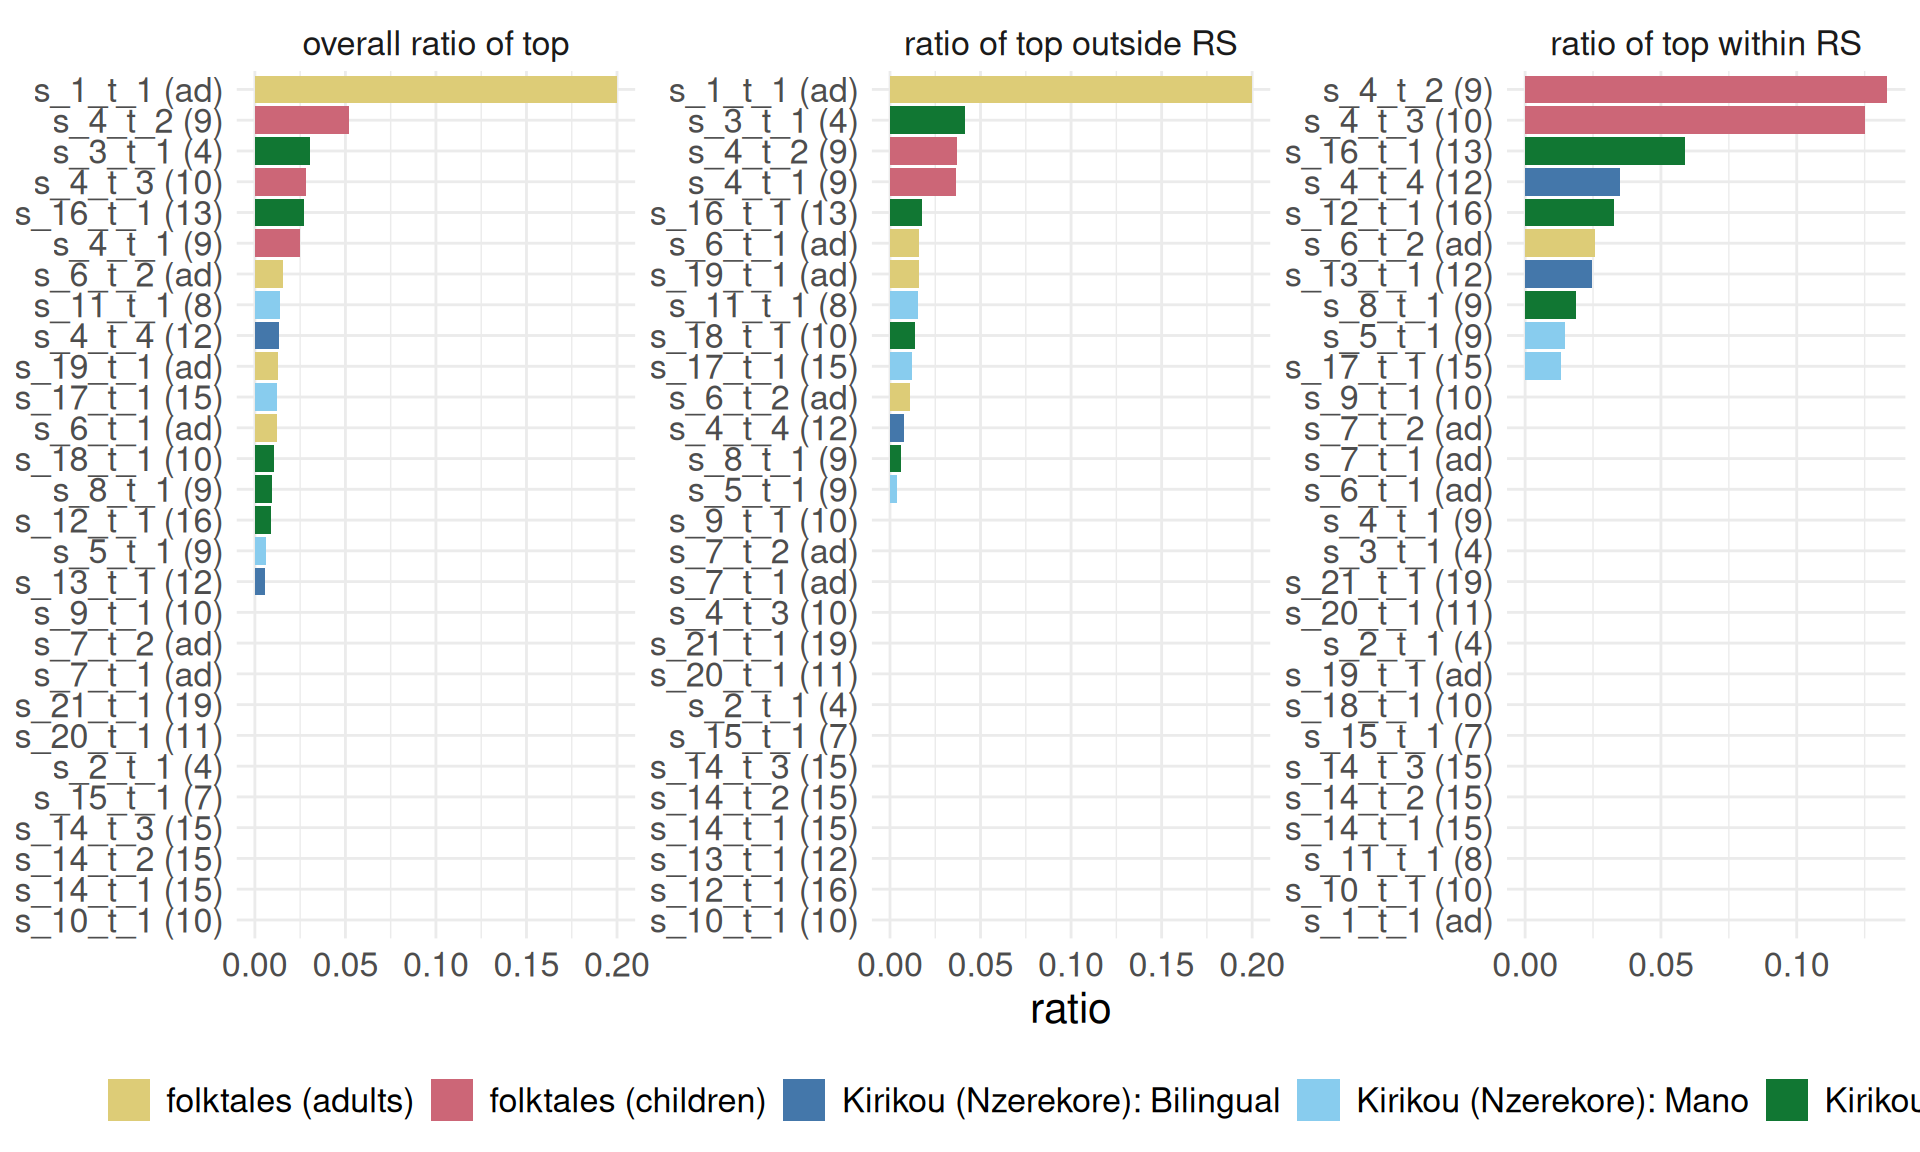 overall ratio of top
s_1_t_1 (ad)
s_4_t_2 (9)
s_3_t_1 (4)
s_4_t_3 (10)
s_16_t_1 (13)
s_4_t_1 (9)
s_6_t_2 (ad)
s_11_t_1 (8)
s_4_t_4 (12)
s_19_t_1 (ad)
s_17_t_1 (15)
s_6_t_1 (ad)
s_18_t_1 (10)
s_8_t_1 (9)
s_12_t_1 (16)
s_5_t_1 (9)
s_13_t_1 (12)
s_9_t_1 (10)
s_7_t_2 (ad)
s_7_t_1 (ad)
s_21_t_1 (19)
s_20_t_1 (11)
s_2_t_1 (4)
s_15_t_1 (7)
s_14_t_3 (15)
s_14_t_2 (15)
s_14_t_1 (15)
s_10_t_1 (10)
0.00 0.05 0.10 0.15 0.20
ratio of top outside RS
s_1_t_1 (ad)
s_3_t_1 (4)
s_4_t_2 (9)
s_4_t_1 (9)
s_16_t_1 (13)
s_6_t_1 (ad)
s_19_t_1 (ad)
s_11_t_1 (8)
s_18_t_1 (10)
s_17_t_1 (15)
s_6_t_2 (ad)
s_4_t_4 (12)
s_8_t_1 (9)
s_5_t_1 (9)
s_9_t_1 (10)
s_7_t_2 (ad)
s_7_t_1 (ad)
s_4_t_3 (10)
s_21_t_1 (19)
s_20_t_1 (11)
s_2_t_1 (4)
s_15_t_1 (7)
s_14_t_3 (15)
s_14_t_2 (15)
s_14_t_1 (15)
s_13_t_1 (12)
s_12_t_1 (16)
s_10_t_1 (10)
0.00 0.05 0.10 0.15 0.20
ratio of top within RS
s_4_t_2 (9)
s_4_t_3 (10)
s_16_t_1 (13)
s_4_t_4 (12)
s_12_t_1 (16)
s_6_t_2 (ad)
s_13_t_1 (12)
s_8_t_1 (9)
s_5_t_1 (9)
s_17_t_1 (15)
s_9_t_1 (10)
s_7_t_2 (ad)
s_7_t_1 (ad)
s_6_t_1 (ad)
s_4_t_1 (9)
s_3_t_1 (4)
s_21_t_1 (19)
s_20_t_1 (11)
s_2_t_1 (4)
s_19_t_1 (ad)
s_18_t_1 (10)
s_15_t_1 (7)
s_14_t_3 (15)
s_14_t_2 (15)
s_14_t_1 (15)
s_11_t_1 (8)
s_10_t_1 (10)
s_1_t_1 (ad)
0.00 0.05 0.10
ratio
folktales (adults) folktales (children) Kirikou (Nzerekore): Bilingual Kirikou (Nzerekore): Mano